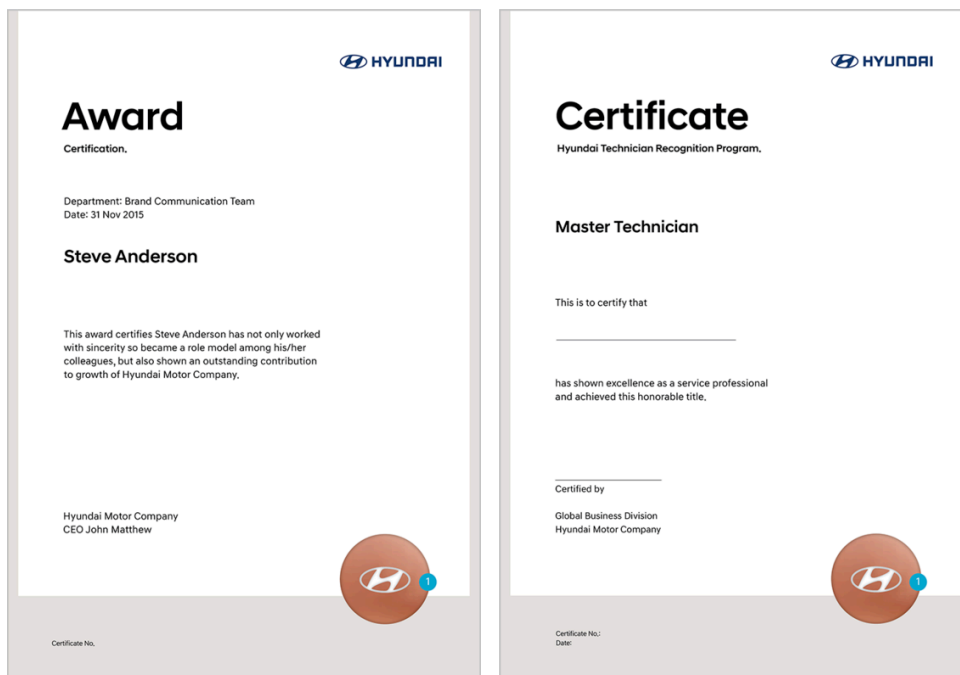 HYUNDAI
Award
Certification.
Department: Brand Communication Team
Date: 31 Nov 2015
Steve Anderson
This award certifies Steve Anderson has not only worked
with sincerity so became a role model among his/her
colleagues, but also shown an outstanding contribution
to growth of Hyundai Motor Company.
Hyundai Motor Company
CEO John Matthew
1
Certificate No.
HYUNDAI
Certificate
Hyundai Technician Recognition Program.
Master Technician
This is to certify that
has shown excellence as a service professional
and achieved this honorable title.
Certified by
Global Business Division
Hyundai Motor Company
1
Certificate No.:
Date: